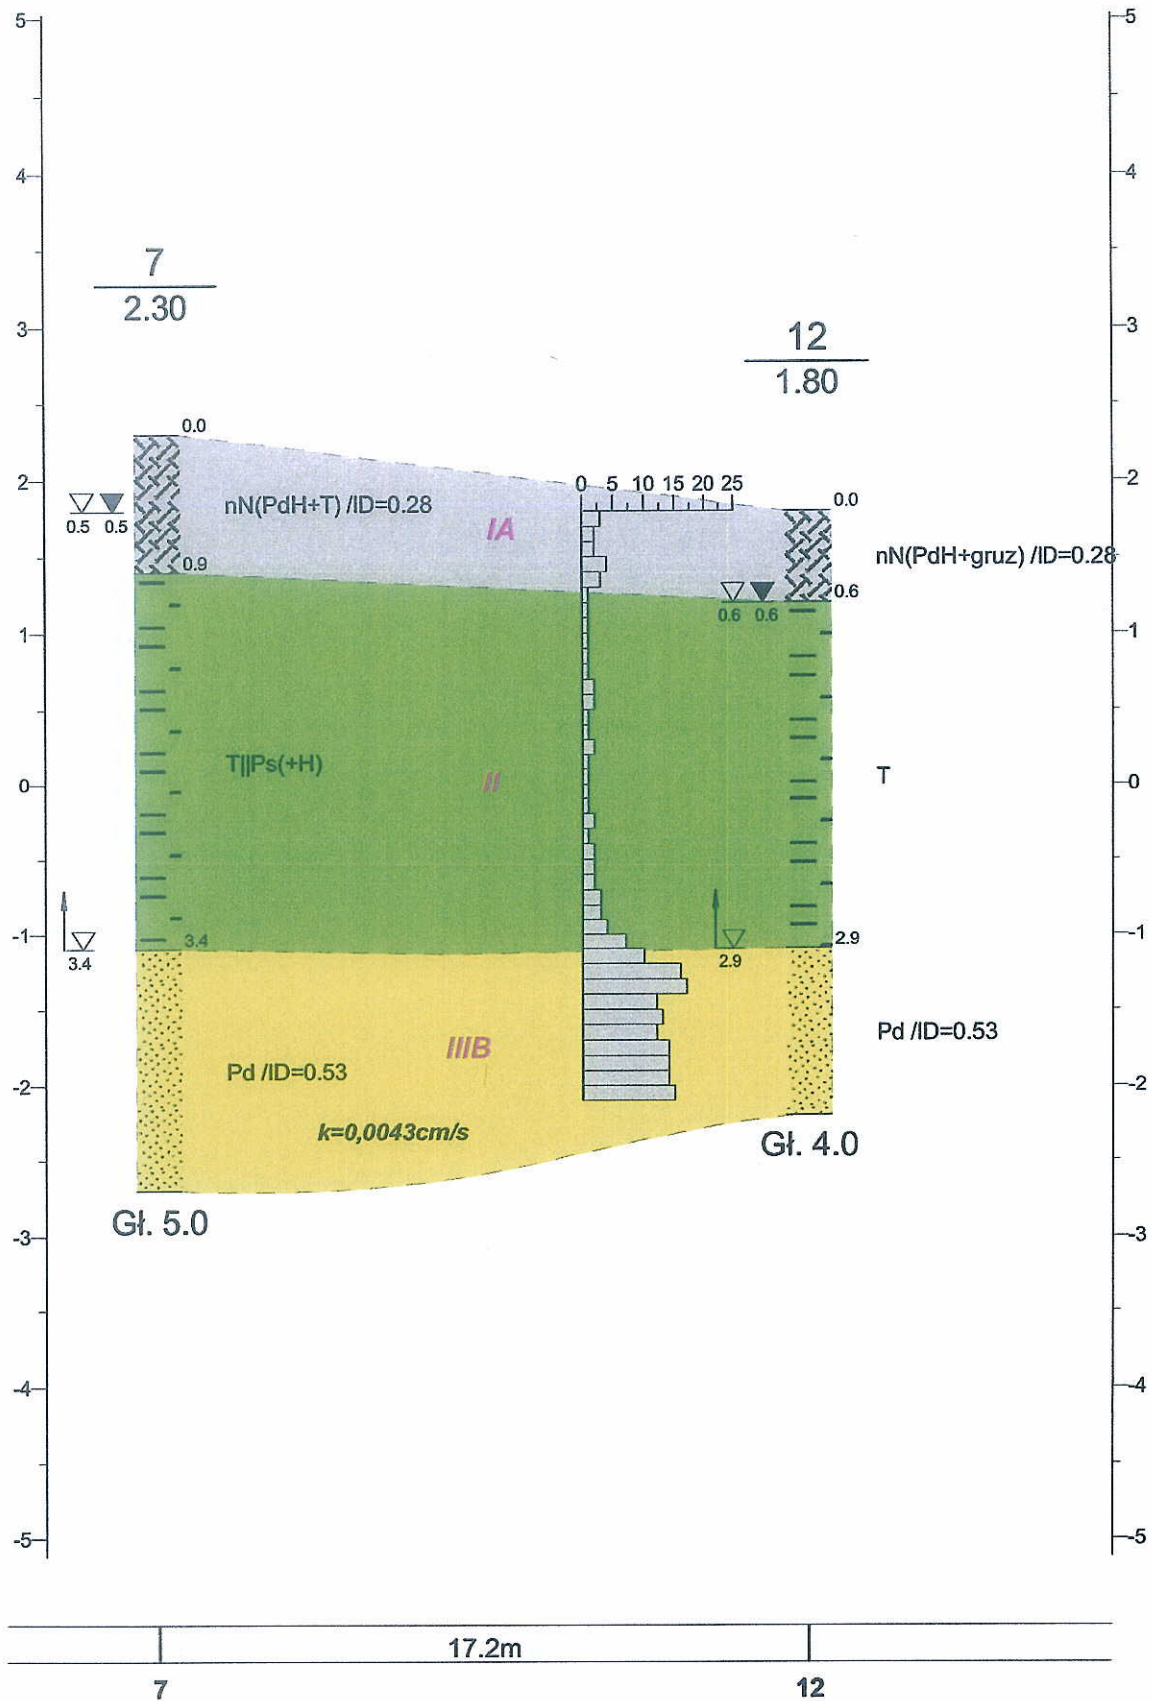 5
5
4
4
7
2.30
3
3
12
1.80
0.0
2
2
0 5 10 15 20 25
0.0
nN(PdH+T) /ID=0.28
IA
0.5 0.5
nN(PdH+gruz) /ID=0.28
0.9
0.6
0.6 0.6
1
1
T||Ps(+H)
II
T
0
0
-1
3.4
2.9
-1
3.4
2.9
Pd /ID=0.53
IIIB
Pd /ID=0.53
-2
-2
k=0,0043cm/s
Gł. 4.0
Gł. 5.0
-3
-3
-4
-4
-5
-5
17.2m
7
12